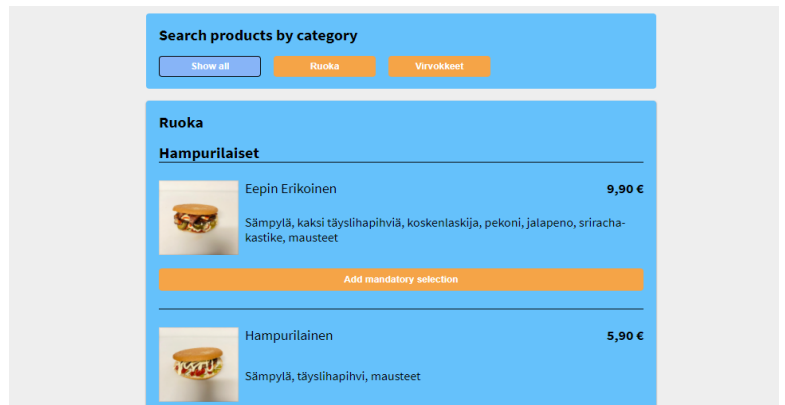 Search products by category
Show all
Ruoka
Virvokkeet
Ruoka
Hampurilaiset
Eepin Erikoinen
9,90 €
Sämpylä, kaksi täyslihapihviä, koskenlaskija, pekoni, jalapeno, sriracha-
kastike, mausteet
Add mandatory selection
Hampurilainen
5,90 €
Sämpylä, täyslihapihvi, mausteet